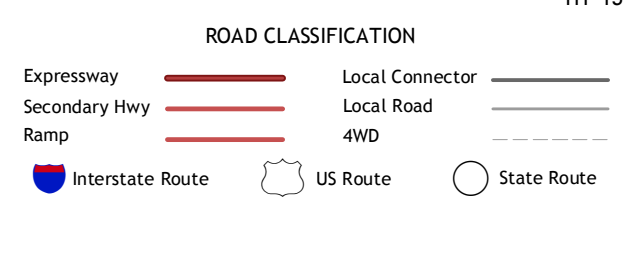 ROAD CLASSIFICATION
Expressway
Local Connector
Secondary Hwy
Local Road
Ramp
4WD
Interstate Route
US Route
State Route